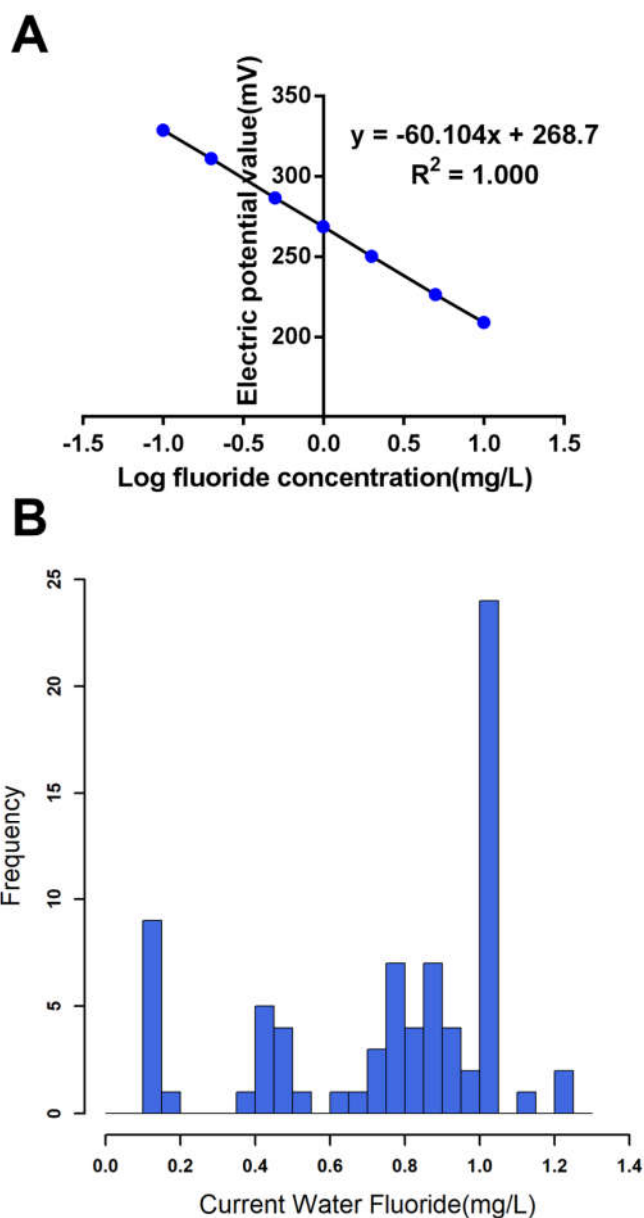 A
Electric potential value(mV)
350
300
250
200
y = -60.104x + 268.7
R² = 1.000
-1.5 -1.0 -0.5 0.0 0.5 1.0 1.5
Log fluoride concentration(mg/L)
B
Frequency
25
20
15
10
5
0
0.0 0.2 0.4 0.6 0.8 1.0 1.2 1.4
Current Water Fluoride(mg/L)